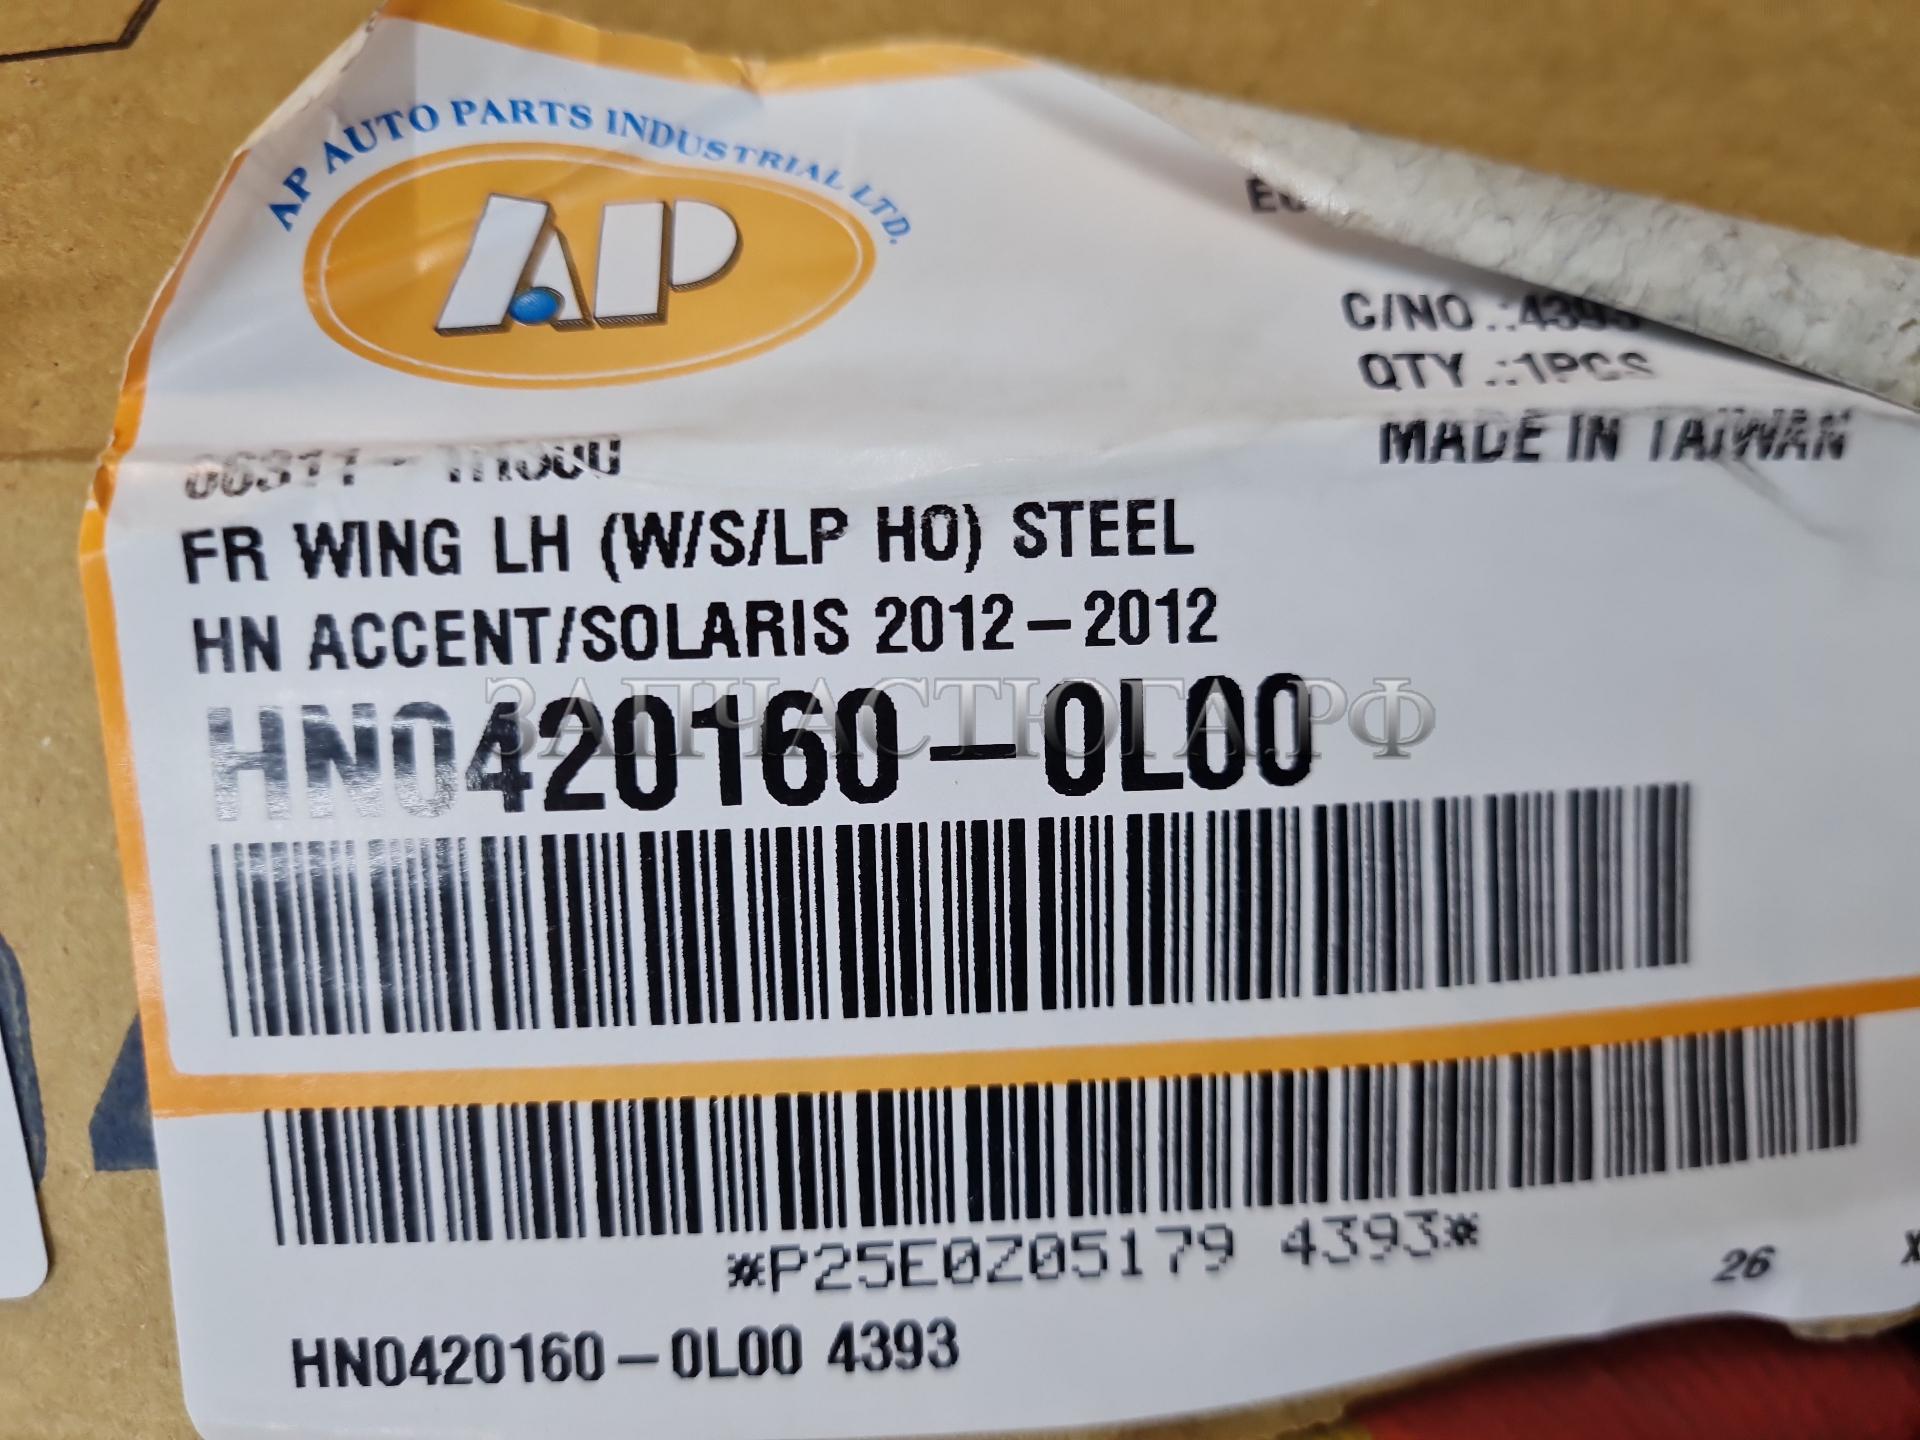 AP AUTO PARTS INDUSTRIAL LTD.
AP
C/NO .:4393
QTY .:1PCS
MADE IN TAIWAN
FR WING LH (W/S/LP HO) STEEL
HN ACCENT/SOLARIS 2012-2012
HN0420160-0L00
ЗАПЧАСТЮГА.РФ
*P25E0Z05179 4393*
26
HN0420160-0L00 4393